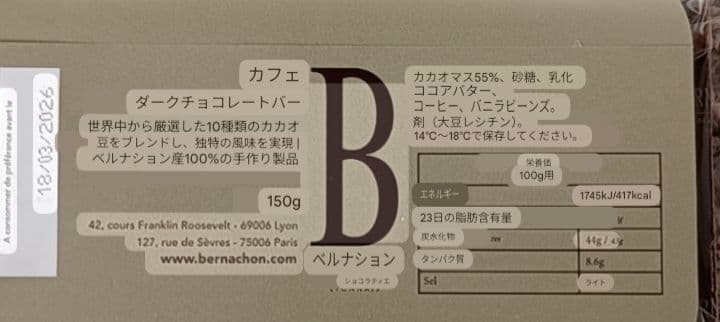 A consommer de préférence avant le
18/03/2026
カフェ
ダークチョコレートバー
世界中から厳選した10種類のカカオ
豆をブレンドし、独特の風味を実現|
ベルナション産100%の手作り製品
150g
42, cours Franklin Roosevelt - 69006 Lyon
127, rue de Sèvres - 75006 Paris
www.bernachon.com
B
ベルナション
ショコラティエ
カカオマス55%、砂糖、乳化
ココアバター、
コーヒー、バニラビーンズ。
剤（大豆レシチン）。
14℃～18℃で保存してください。
栄養価
100g用
エネルギー 1745kJ/417kcal
23日の脂肪含有量 g
炭水化物 44g /
タンパク質 8.6g
Sel ライト